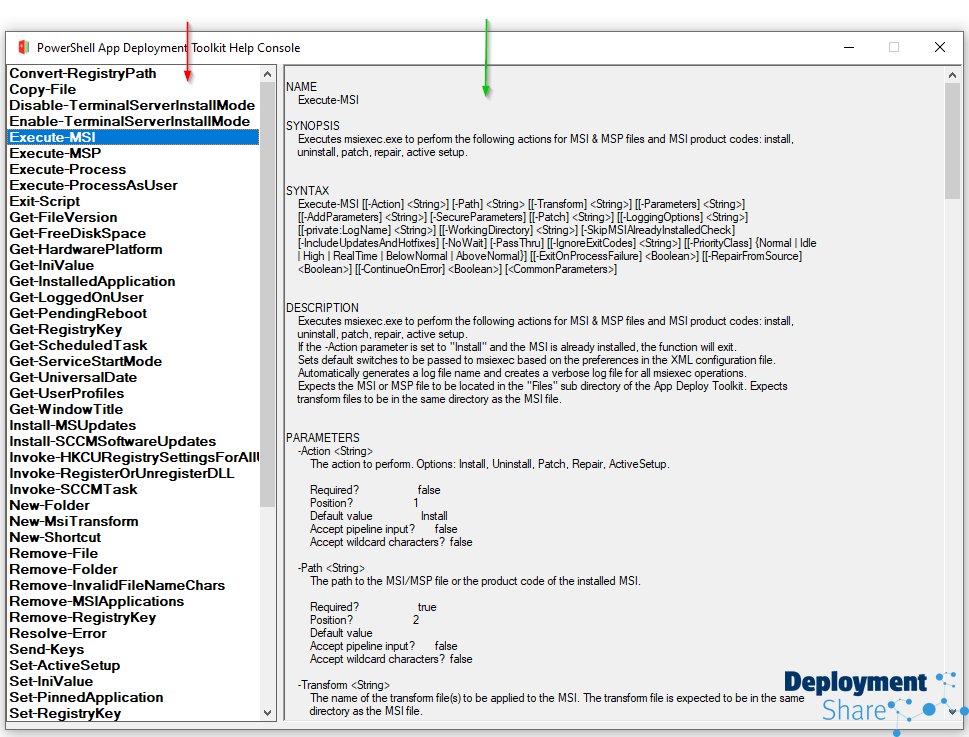 PowerShell App Deployment Toolkit Help Console
Convert-RegistryPath
Copy-File
Disable-TerminalServerInstallMode
Enable-TerminalServerInstallMode
Execute-MSI
Execute-MSP
Execute-Process
Execute-ProcessAsUser
Exit-Script
Get-FileVersion
Get-FreeDiskSpace
Get-HardwarePlatform
Get-IniValue
Get-InstalledApplication
Get-LoggedOnUser
Get-PendingReboot
Get-RegistryKey
Get-ScheduledTask
Get-ServiceStartMode
Get-UniversalDate
Get-UserProfiles
Get-WindowTitle
Install-MSUpdates
Install-SCCMSoftwareUpdates
Invoke-HKCURegistrySettingsForAllU
Invoke-RegisterOrUnregisterDLL
Invoke-SCCMTask
New-Folder
New-MsiTransform
New-Shortcut
Remove-File
Remove-Folder
Remove-InvalidFileNameChars
Remove-MSIApplications
Remove-RegistryKey
Resolve-Error
Send-Keys
Set-ActiveSetup
Set-IniValue
Set-PinnedApplication
Set-RegistryKey
NAME
Execute-MSI
SYNOPSIS
Executes msiexec.exe to perform the following actions for MSI & MSP files and MSI product codes: install,
uninstall, patch, repair, active setup.
SYNTAX
Execute-MSI [[-Action] <String>] [-Path] <String> [[-Transform] <String>] [[-Parameters] <String>]
[[-AddParameters] <String>] [-SecureParameters] [[-Patch] <String>] [[-LoggingOptions] <String>]
[[-private:LogName] <String>] [[-WorkingDirectory] <String>] [-SkipMSIAlreadyInstalledCheck]
[-IncludeUpdatesAndHotfixes] [-NoWait] [-PassThru] [[-IgnoreExitCodes] <String>] [[-PriorityClass] {Normal | Idle
| High | RealTime | BelowNormal | AboveNormal}] [[-ExitOnProcessFailure] <Boolean>] [[-RepairFromSource]
<Boolean>] [[-ContinueOnError] <Boolean>] [<CommonParameters>]
DESCRIPTION
Executes msiexec.exe to perform the following actions for MSI & MSP files and MSI product codes: install,
uninstall, patch, repair, active setup.
If the -Action parameter is set to "Install" and the MSI is already installed, the function will exit.
Sets default switches to be passed to msiexec based on the preferences in the XML configuration file.
Automatically generates a log file name and creates a verbose log file for all msiexec operations.
Expects the MSI or MSP file to be located in the "Files" sub directory of the App Deploy Toolkit. Expects
transform files to be in the same directory as the MSI file.
PARAMETERS
-Action <String>
The action to perform. Options: Install, Uninstall, Patch, Repair, ActiveSetup.
Required? false
Position? 1
Default value Install
Accept pipeline input? false
Accept wildcard characters? false
-Path <String>
The path to the MSI/MSP file or the product code of the installed MSI.
Required? true
Position? 2
Default value
Accept pipeline input? false
Accept wildcard characters? false
-Transform <String>
The name of the transform file(s) to be applied to the MSI. The transform file is expected to be in the same
directory as the MSI file.
Deployment
Share